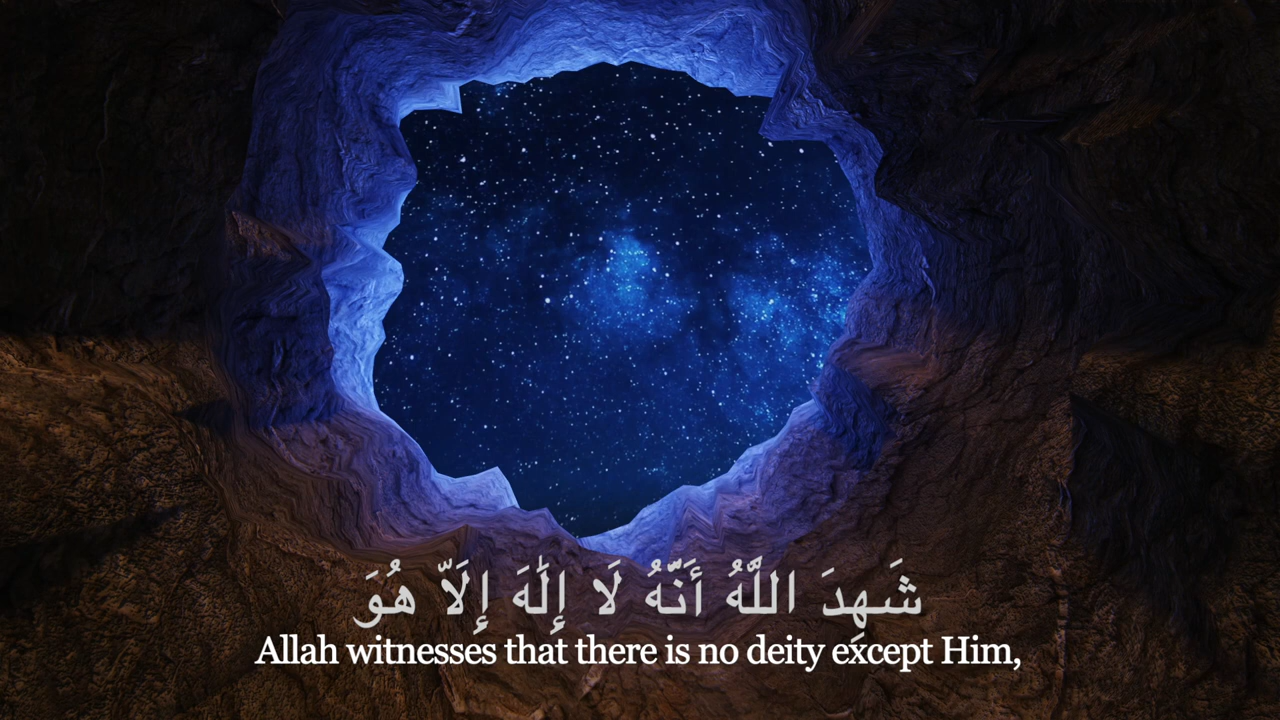 شَهِدَ اللَّهُ أَنَّهُ لَا إِلَٰهَ إِلَّا هُوَ
Allah witnesses that there is no deity except Him,